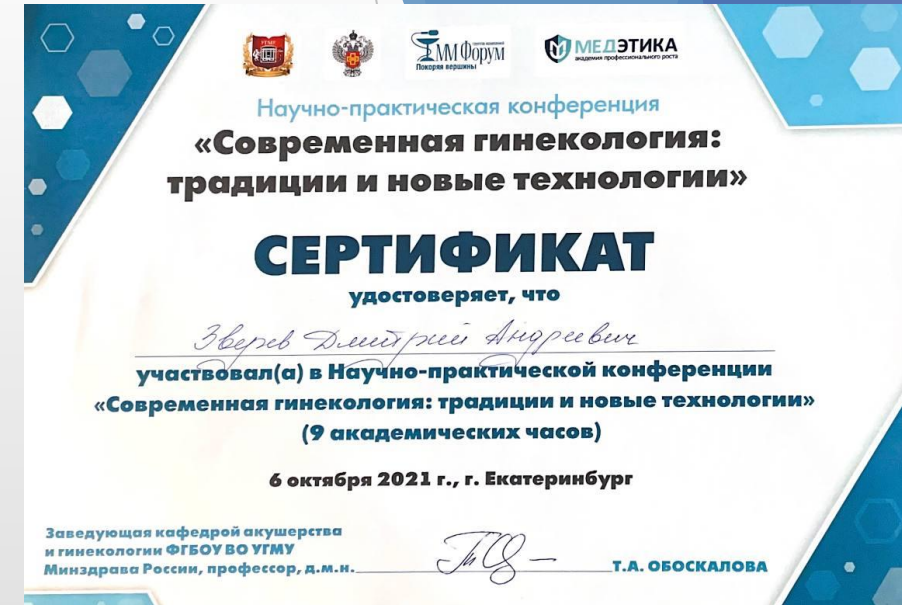 УГМУ
ММ Форум
Покоряя вершины
МЕДЭТИКА
академия профессионального роста
Научно-практическая конференция
«Современная гинекология:
традиции и новые технологии»
СЕРТИФИКАТ
удостоверяет, что
Зверев Дмитрий Андреевич
участвовал(а) в Научно-практической конференции
«Современная гинекология: традиции и новые технологии»
(9 академических часов)
6 октября 2021 г., г. Екатеринбург
Заведующая кафедрой акушерства
и гинекологии ФГБОУ ВО УГМУ
Минздрава России, профессор, д.м.н. Т.А. ОБОСКАЛОВА